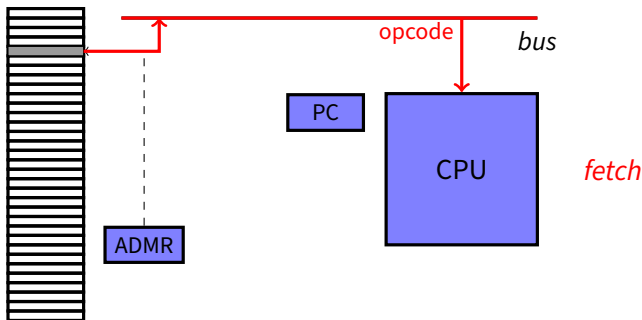 opcode
bus
PC
CPU
fetch
ADMR